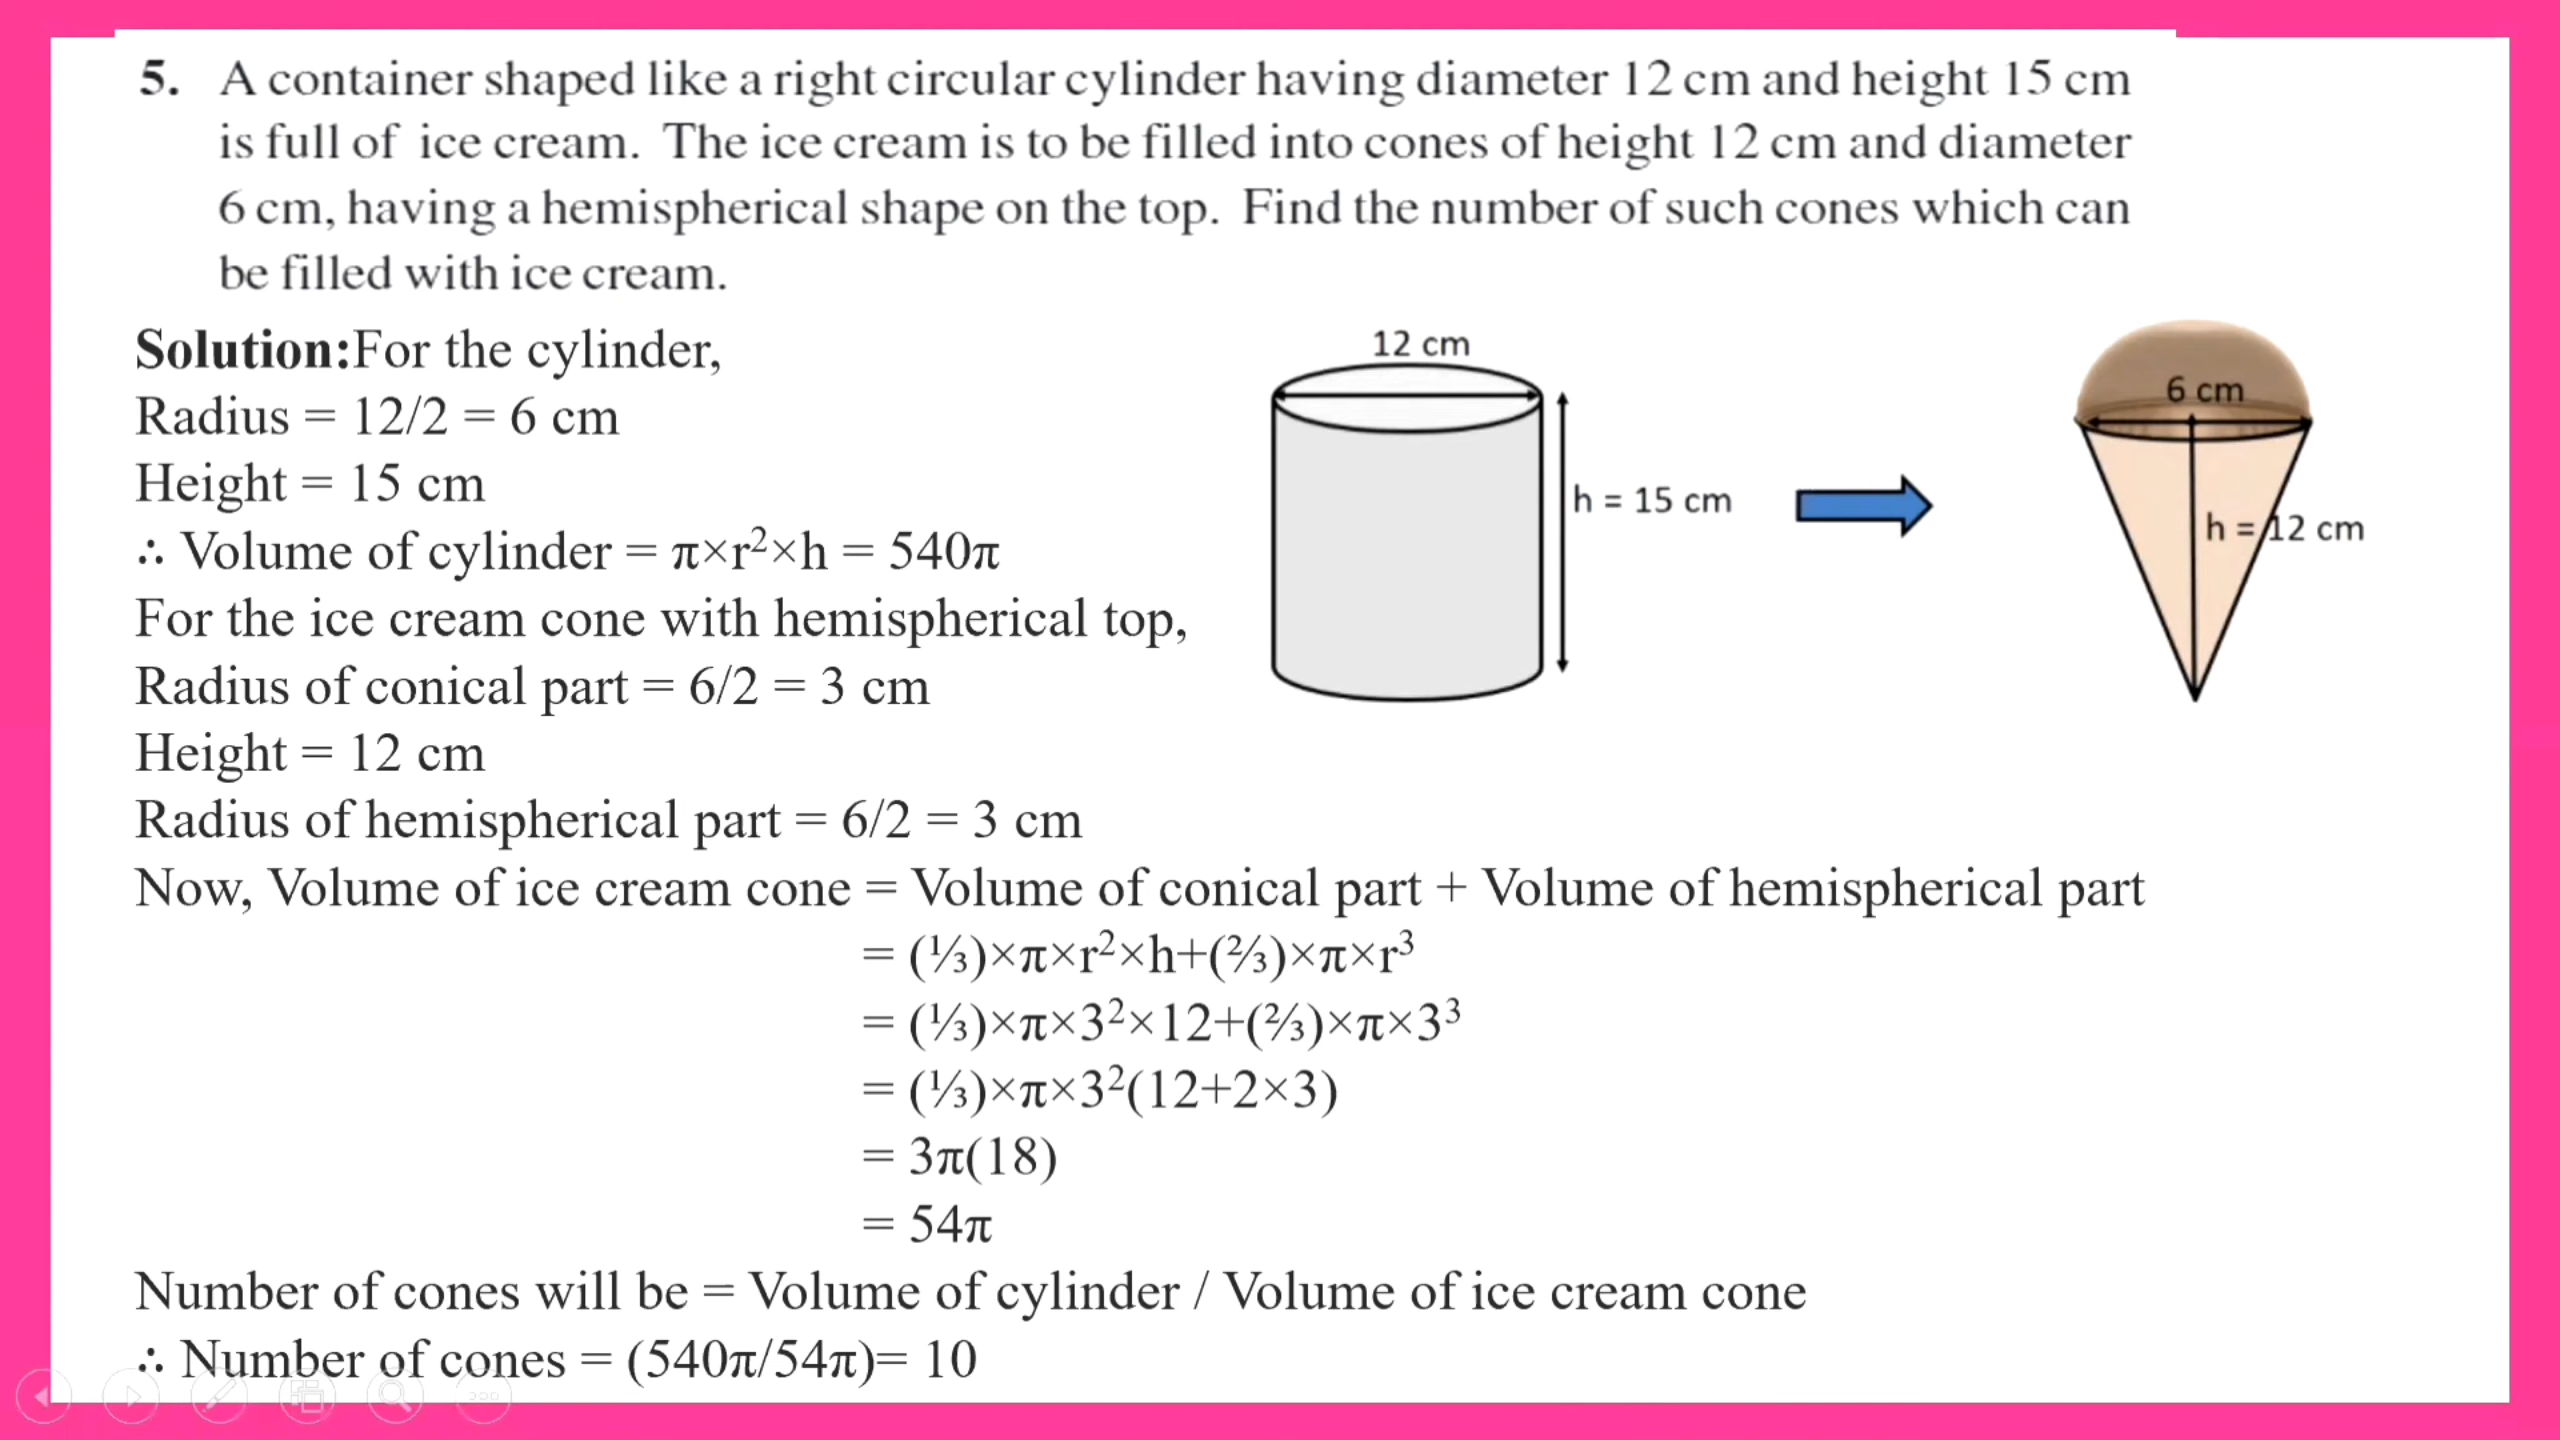 5. A container shaped like a right circular cylinder having diameter 12 cm and height 15 cm
is full of ice cream. The ice cream is to be filled into cones of height 12 cm and diameter
6 cm, having a hemispherical shape on the top. Find the number of such cones which can
be filled with ice cream.
Solution:For the cylinder,
Radius = 12/2 = 6 cm
Height = 15 cm
∴ Volume of cylinder = π×r²×h = 540π
For the ice cream cone with hemispherical top,
Radius of conical part = 6/2 = 3 cm
Height = 12 cm
Radius of hemispherical part = 6/2 = 3 cm
12 cm
h = 15 cm
6 cm
h = 12 cm
Now, Volume of ice cream cone = Volume of conical part + Volume of hemispherical part
= (⅓)×π×r²×h+(⅔)×π×r³
= (⅓)×π×3²×12+(⅔)×π×3³
= (⅓)×π×3²(12+2×3)
= 3π(18)
= 54π
Number of cones will be = Volume of cylinder / Volume of ice cream cone
∴ Number of cones = (540π/54π)= 10